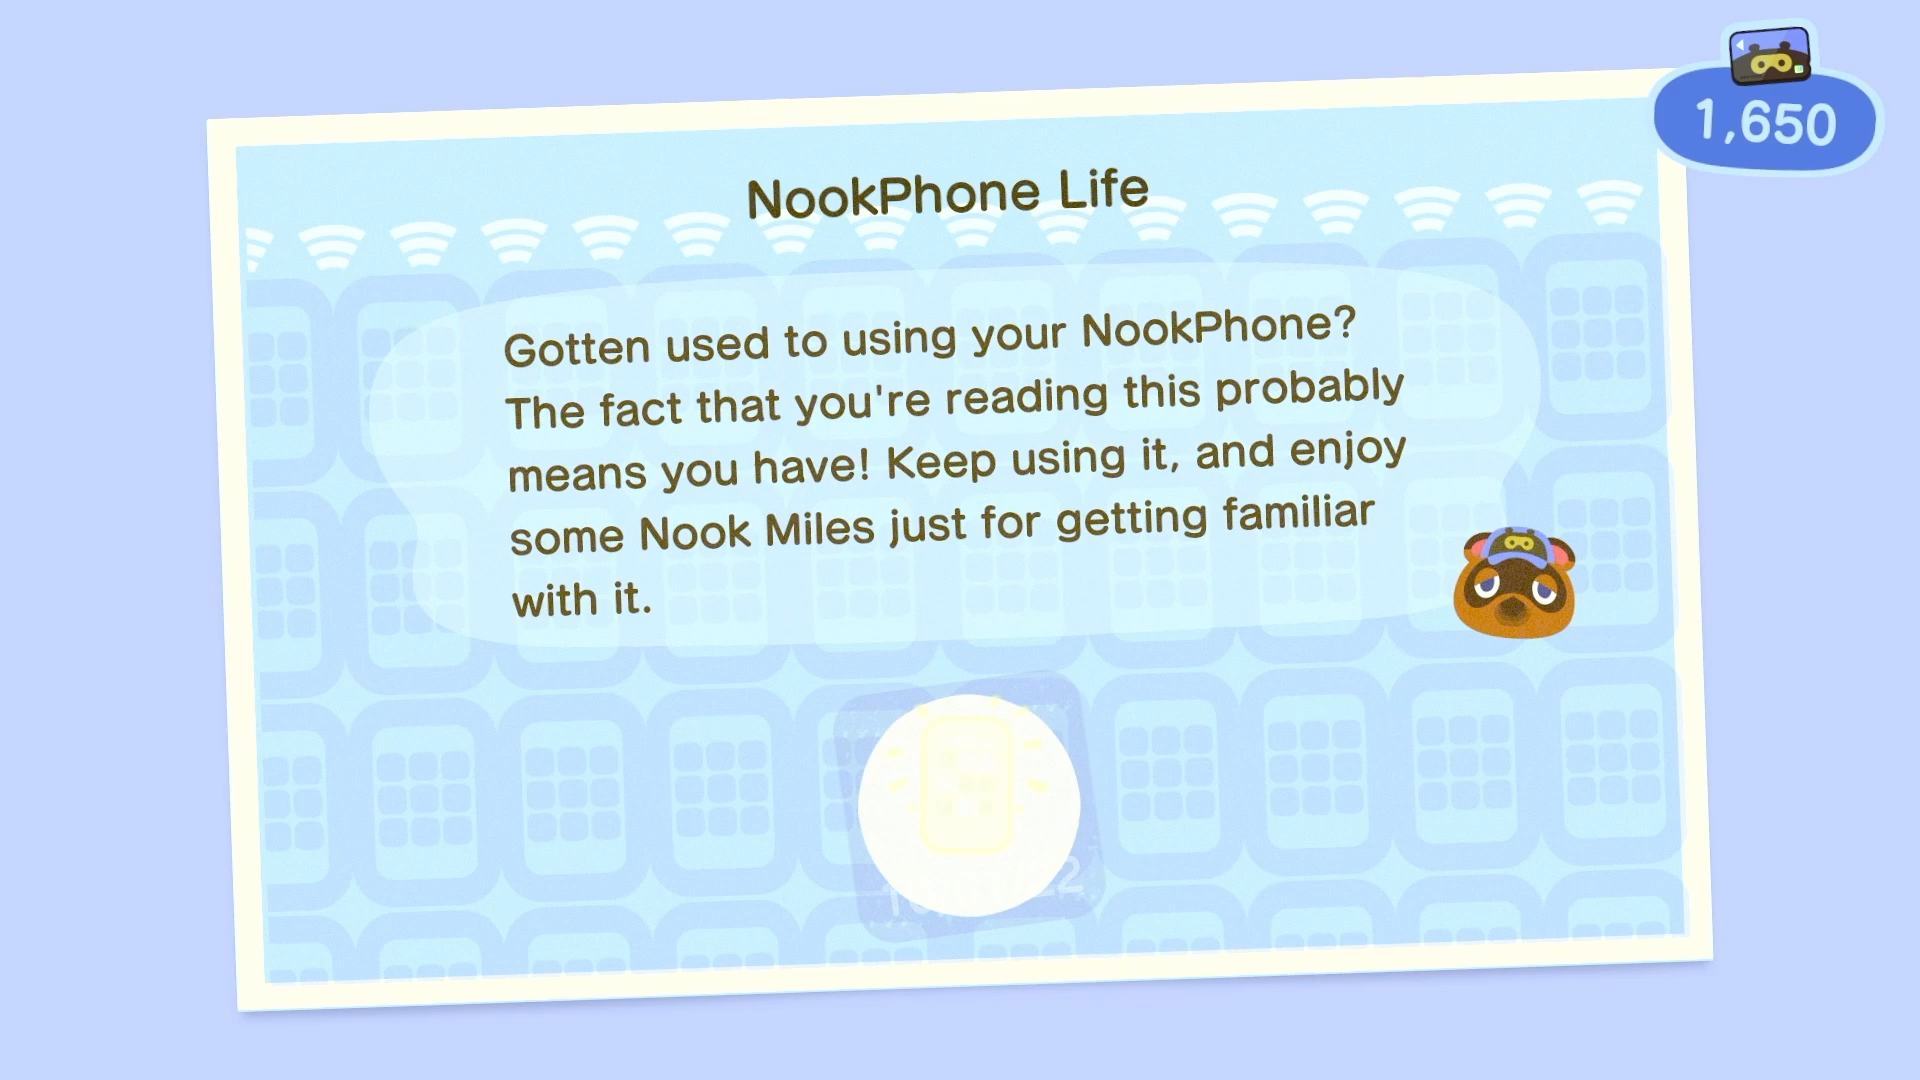 1,650
NookPhone Life
Gotten used to using your NookPhone?
The fact that you're reading this probably
means you have! Keep using it, and enjoy
some Nook Miles just for getting familiar
with it.